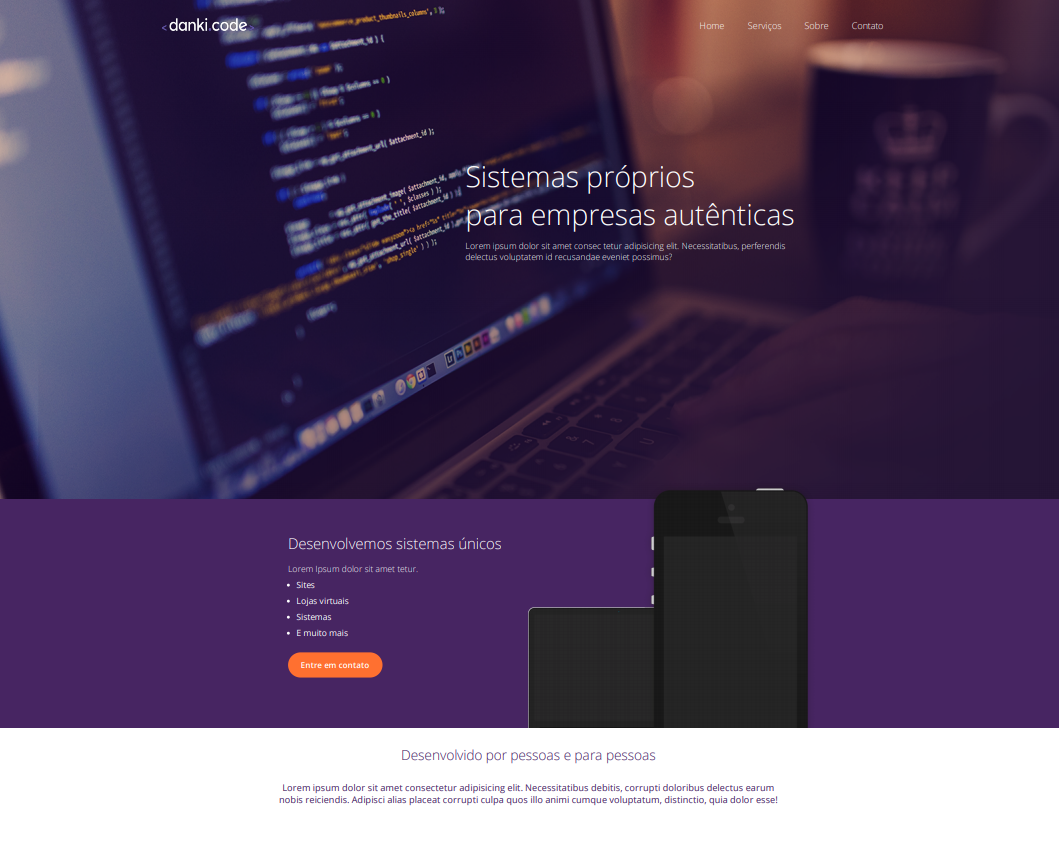 <danki.code>
Home Serviços Sobre Contato
Sistemas próprios
para empresas autênticas
Lorem ipsum dolor sit amet consec tetur adipisicing elit. Necessitatibus, perferendis
delectus voluptatem id recusandae eveniet possimus?
Desenvolvemos sistemas únicos
Lorem Ipsum dolor sit amet tetur.
• Sites
• Lojas virtuais
• Sistemas
• E muito mais
Entre em contato
Desenvolvido por pessoas e para pessoas
Lorem ipsum dolor sit amet consectetur adipisicing elit. Necessitatibus debitis, corrupti doloribus delectus earum
nobis reiciendis. Adipisci alias placeat corrupti culpa quos illo animi cumque voluptatum, distinctio, quia dolor esse!